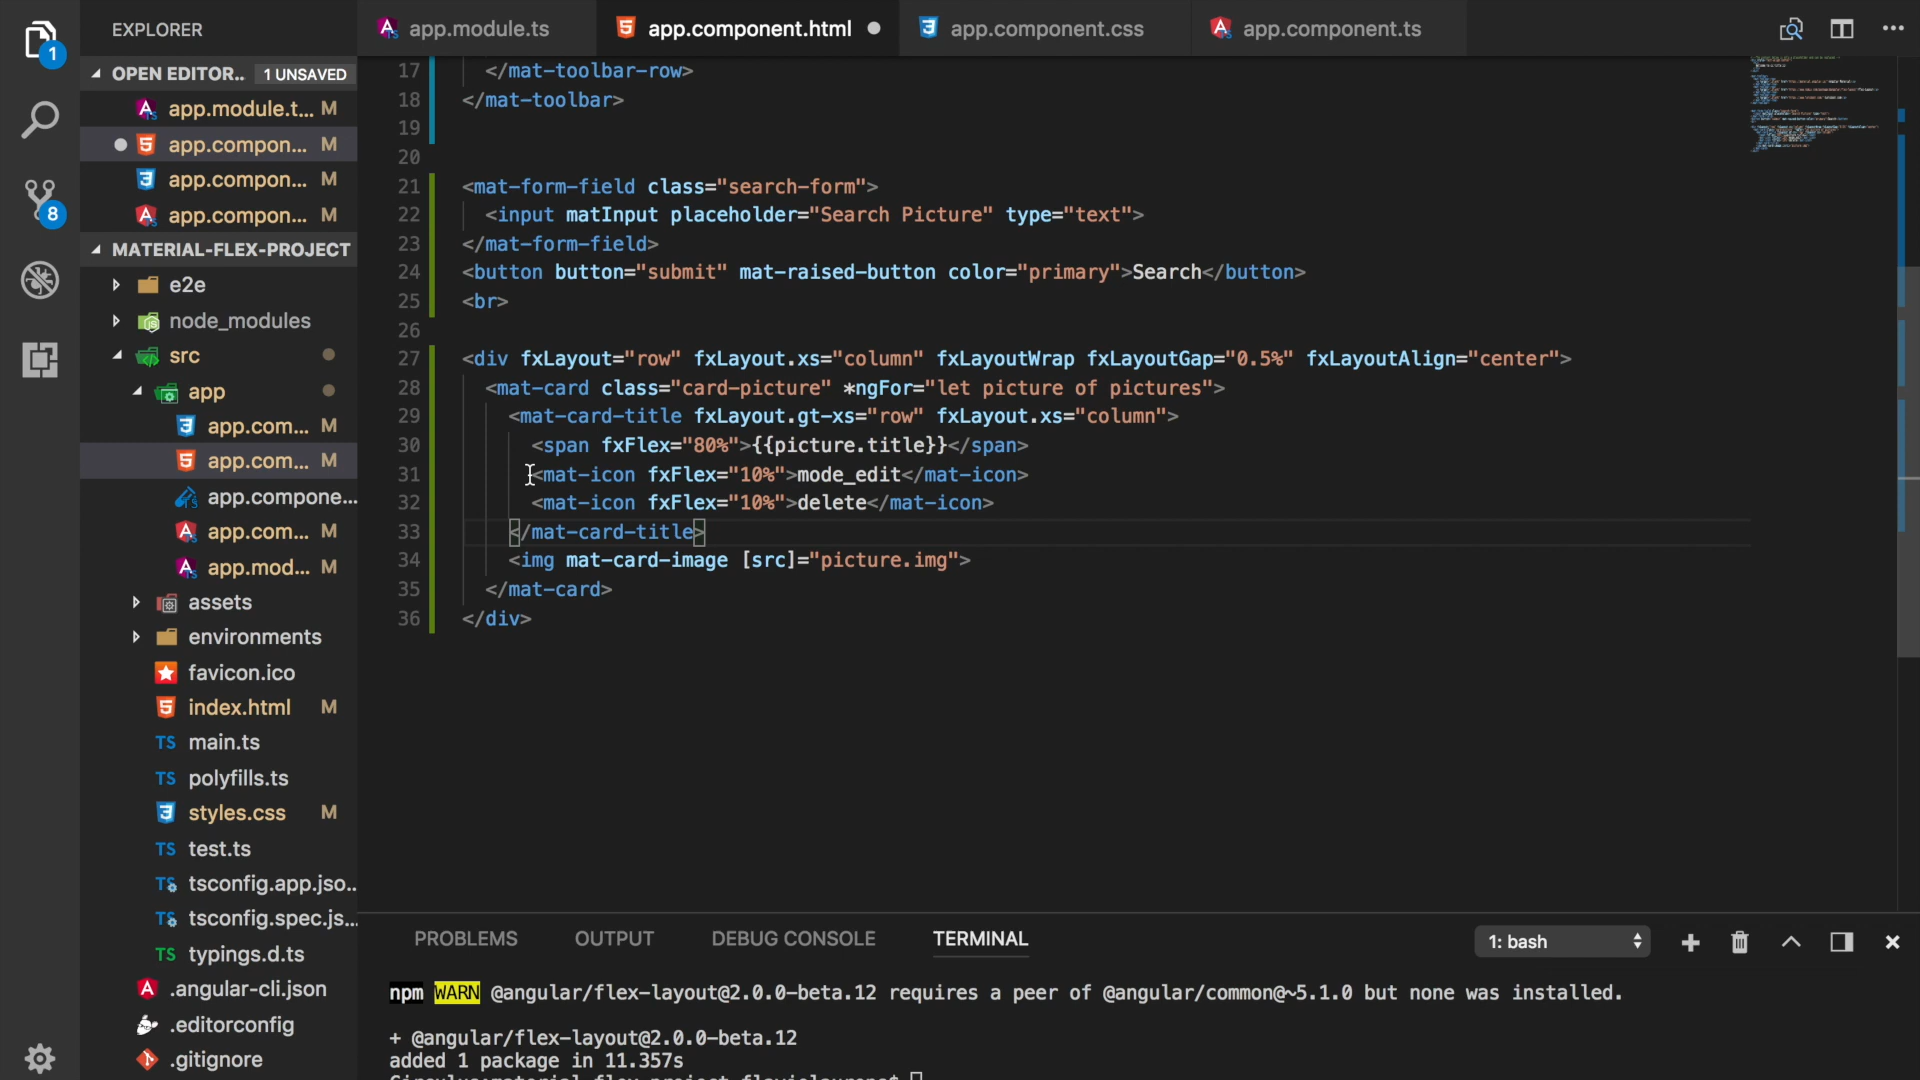 EXPLORER
OPEN EDITOR.. 1 UNSAVED
app.module.t... M
app.compon... M
app.compon... M
app.compon... M
MATERIAL-FLEX-PROJECT
e2e
node_modules
src
app
app.com... M
app.com... M
app.compone...
app.com... M
app.mod... M
assets
environments
favicon.ico
index.html M
TS main.ts
TS polyfills.ts
styles.css M
TS test.ts
TS tsconfig.app.jso..
TS tsconfig.spec.js..
TS typings.d.ts
.angular-cli.json
.editorconfig
.gitignore
1
8
app.module.ts app.component.html app.component.css app.component.ts
17 </mat-toolbar-row>
18 </mat-toolbar>
19
20
21 <mat-form-field class="search-form">
22 <input matInput placeholder="Search Picture" type="text">
23 </mat-form-field>
24 <button button="submit" mat-raised-button color="primary">Search</button>
25 <br>
26
27 <div fxLayout="row" fxLayout.xs="column" fxLayoutWrap fxLayoutGap="0.5%" fxLayoutAlign="center">
28 <mat-card class="card-picture" *ngFor="let picture of pictures">
29 <mat-card-title fxLayout.gt-xs="row" fxLayout.xs="column">
30 <span fxFlex="80%">{{picture.title}}</span>
31 <mat-icon fxFlex="10%">mode_edit</mat-icon>
32 <mat-icon fxFlex="10%">delete</mat-icon>
33 </mat-card-title>
34 <img mat-card-image [src]="picture.img">
35 </mat-card>
36 </div>
PROBLEMS OUTPUT DEBUG CONSOLE TERMINAL 1: bash
npm WARN @angular/flex-layout@2.0.0-beta.12 requires a peer of @angular/common@~5.1.0 but none was installed.
+ @angular/flex-layout@2.0.0-beta.12
added 1 package in 11.357s